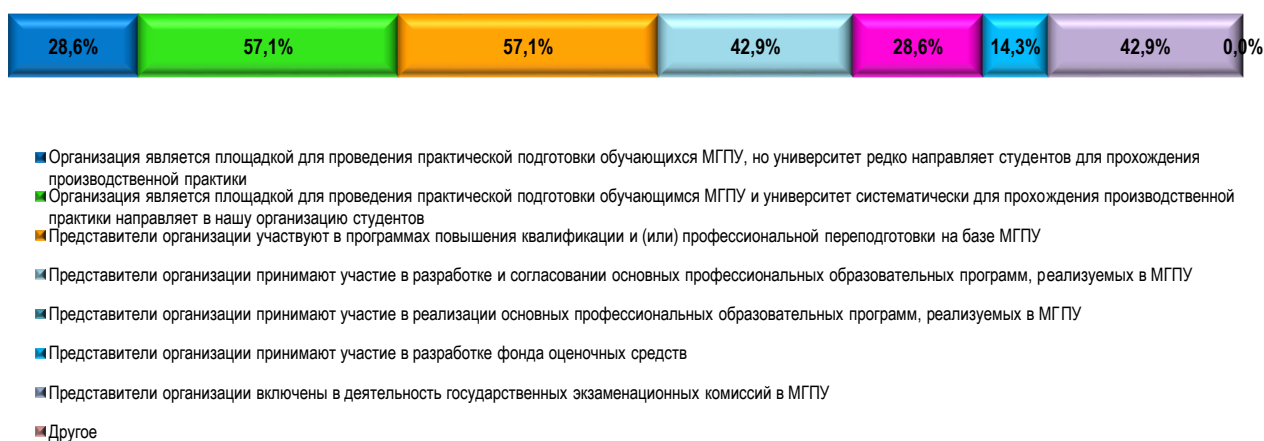 28,6% 57,1% 57,1% 42,9% 28,6% 14,3% 42,9% 0,0%
Организация является площадкой для проведения практической подготовки обучающихся МГПУ, но университет редко направляет студентов для прохождения
производственной практики
Организация является площадкой для проведения практической подготовки обучающимся МГПУ и университет систематически для прохождения производственной
практики направляет в нашу организацию студентов
Представители организации участвуют в программах повышения квалификации и (или) профессиональной переподготовки на базе МГПУ
Представители организации принимают участие в разработке и согласовании основных профессиональных образовательных программ, реализуемых в МГПУ
Представители организации принимают участие в реализации основных профессиональных образовательных программ, реализуемых в МГПУ
Представители организации принимают участие в разработке фонда оценочных средств
Представители организации включены в деятельность государственных экзаменационных комиссий в МГПУ
Другое